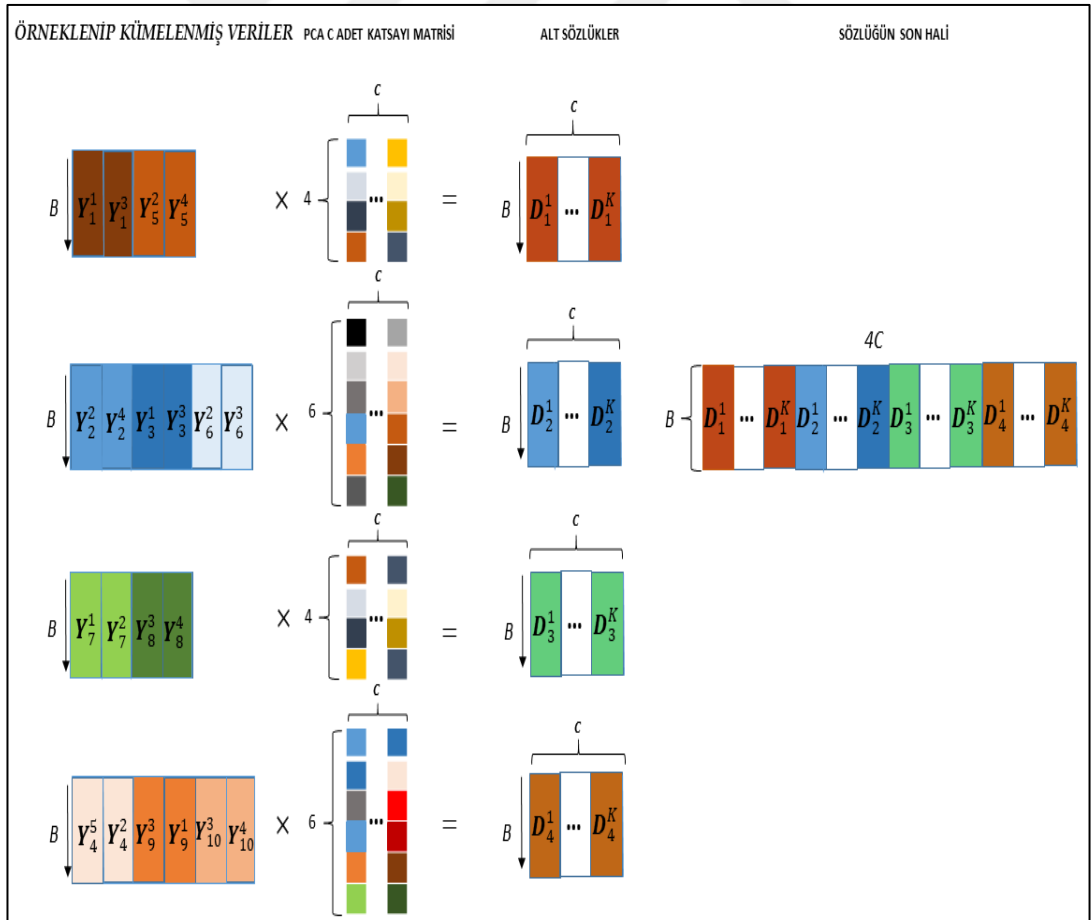 ÖRNEKLENİP KÜMELENMİŞ VERİLER PCA C ADET KATSAYI MATRİSİ ALT SÖZLÜKLER SÖZLÜĞÜN SON HALİ
C
C
B Y₁¹ Y₁³ Y₅² Y₅⁴ × 4 ... = B D₁¹ ... D₁ᴷ
C
C
4C
B Y₂² Y₂⁴ Y₃¹ Y₃³ Y₆² Y₆³ × 6 ... = B D₂¹ ... D₂ᴷ B D₁¹ ... D₁ᴷ D₂¹ ... D₂ᴷ D₃¹ ... D₃ᴷ D₄¹ ... D₄ᴷ
C
C
B Y₇¹ Y₇² Y₈³ Y₈⁴ × 4 ... = B D₃¹ ... D₃ᴷ
C
C
B Y₄⁵ Y₄² Y₉³ Y₉¹ Y₁₀³ Y₁₀⁴ × 6 ... = B D₄¹ ... D₄ᴷ